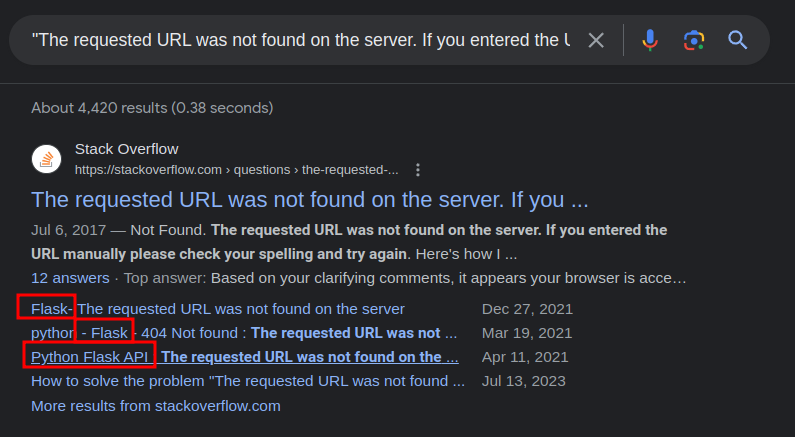 "The requested URL was not found on the server. If you entered the U
About 4,420 results (0.38 seconds)
Stack Overflow
https://stackoverflow.com › questions › the-requested-...
The requested URL was not found on the server. If you ...
Jul 6, 2017 — Not Found. The requested URL was not found on the server. If you entered the
URL manually please check your spelling and try again. Here's how I ...
12 answers · Top answer: Based on your clarifying comments, it appears your browser is acce…
Flask- The requested URL was not found on the server Dec 27, 2021
python - Flask - 404 Not found : The requested URL was not ... Mar 19, 2021
Python Flask API : The requested URL was not found on the ... Apr 11, 2021
How to solve the problem "The requested URL was not found ... Jul 13, 2023
More results from stackoverflow.com